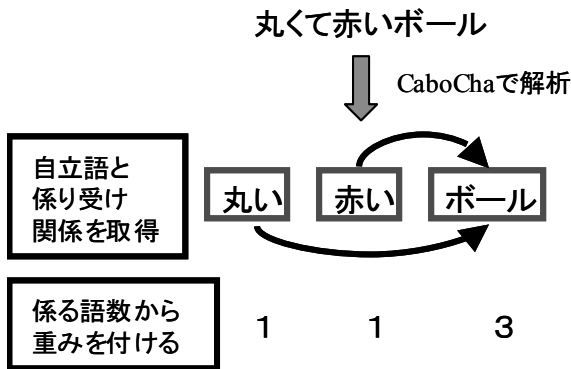 丸くて赤いボール
CaboChaで解析
自立語と
係り受け
関係を取得
丸い 赤い ボール
係る語数から
重みを付ける
1 1 3